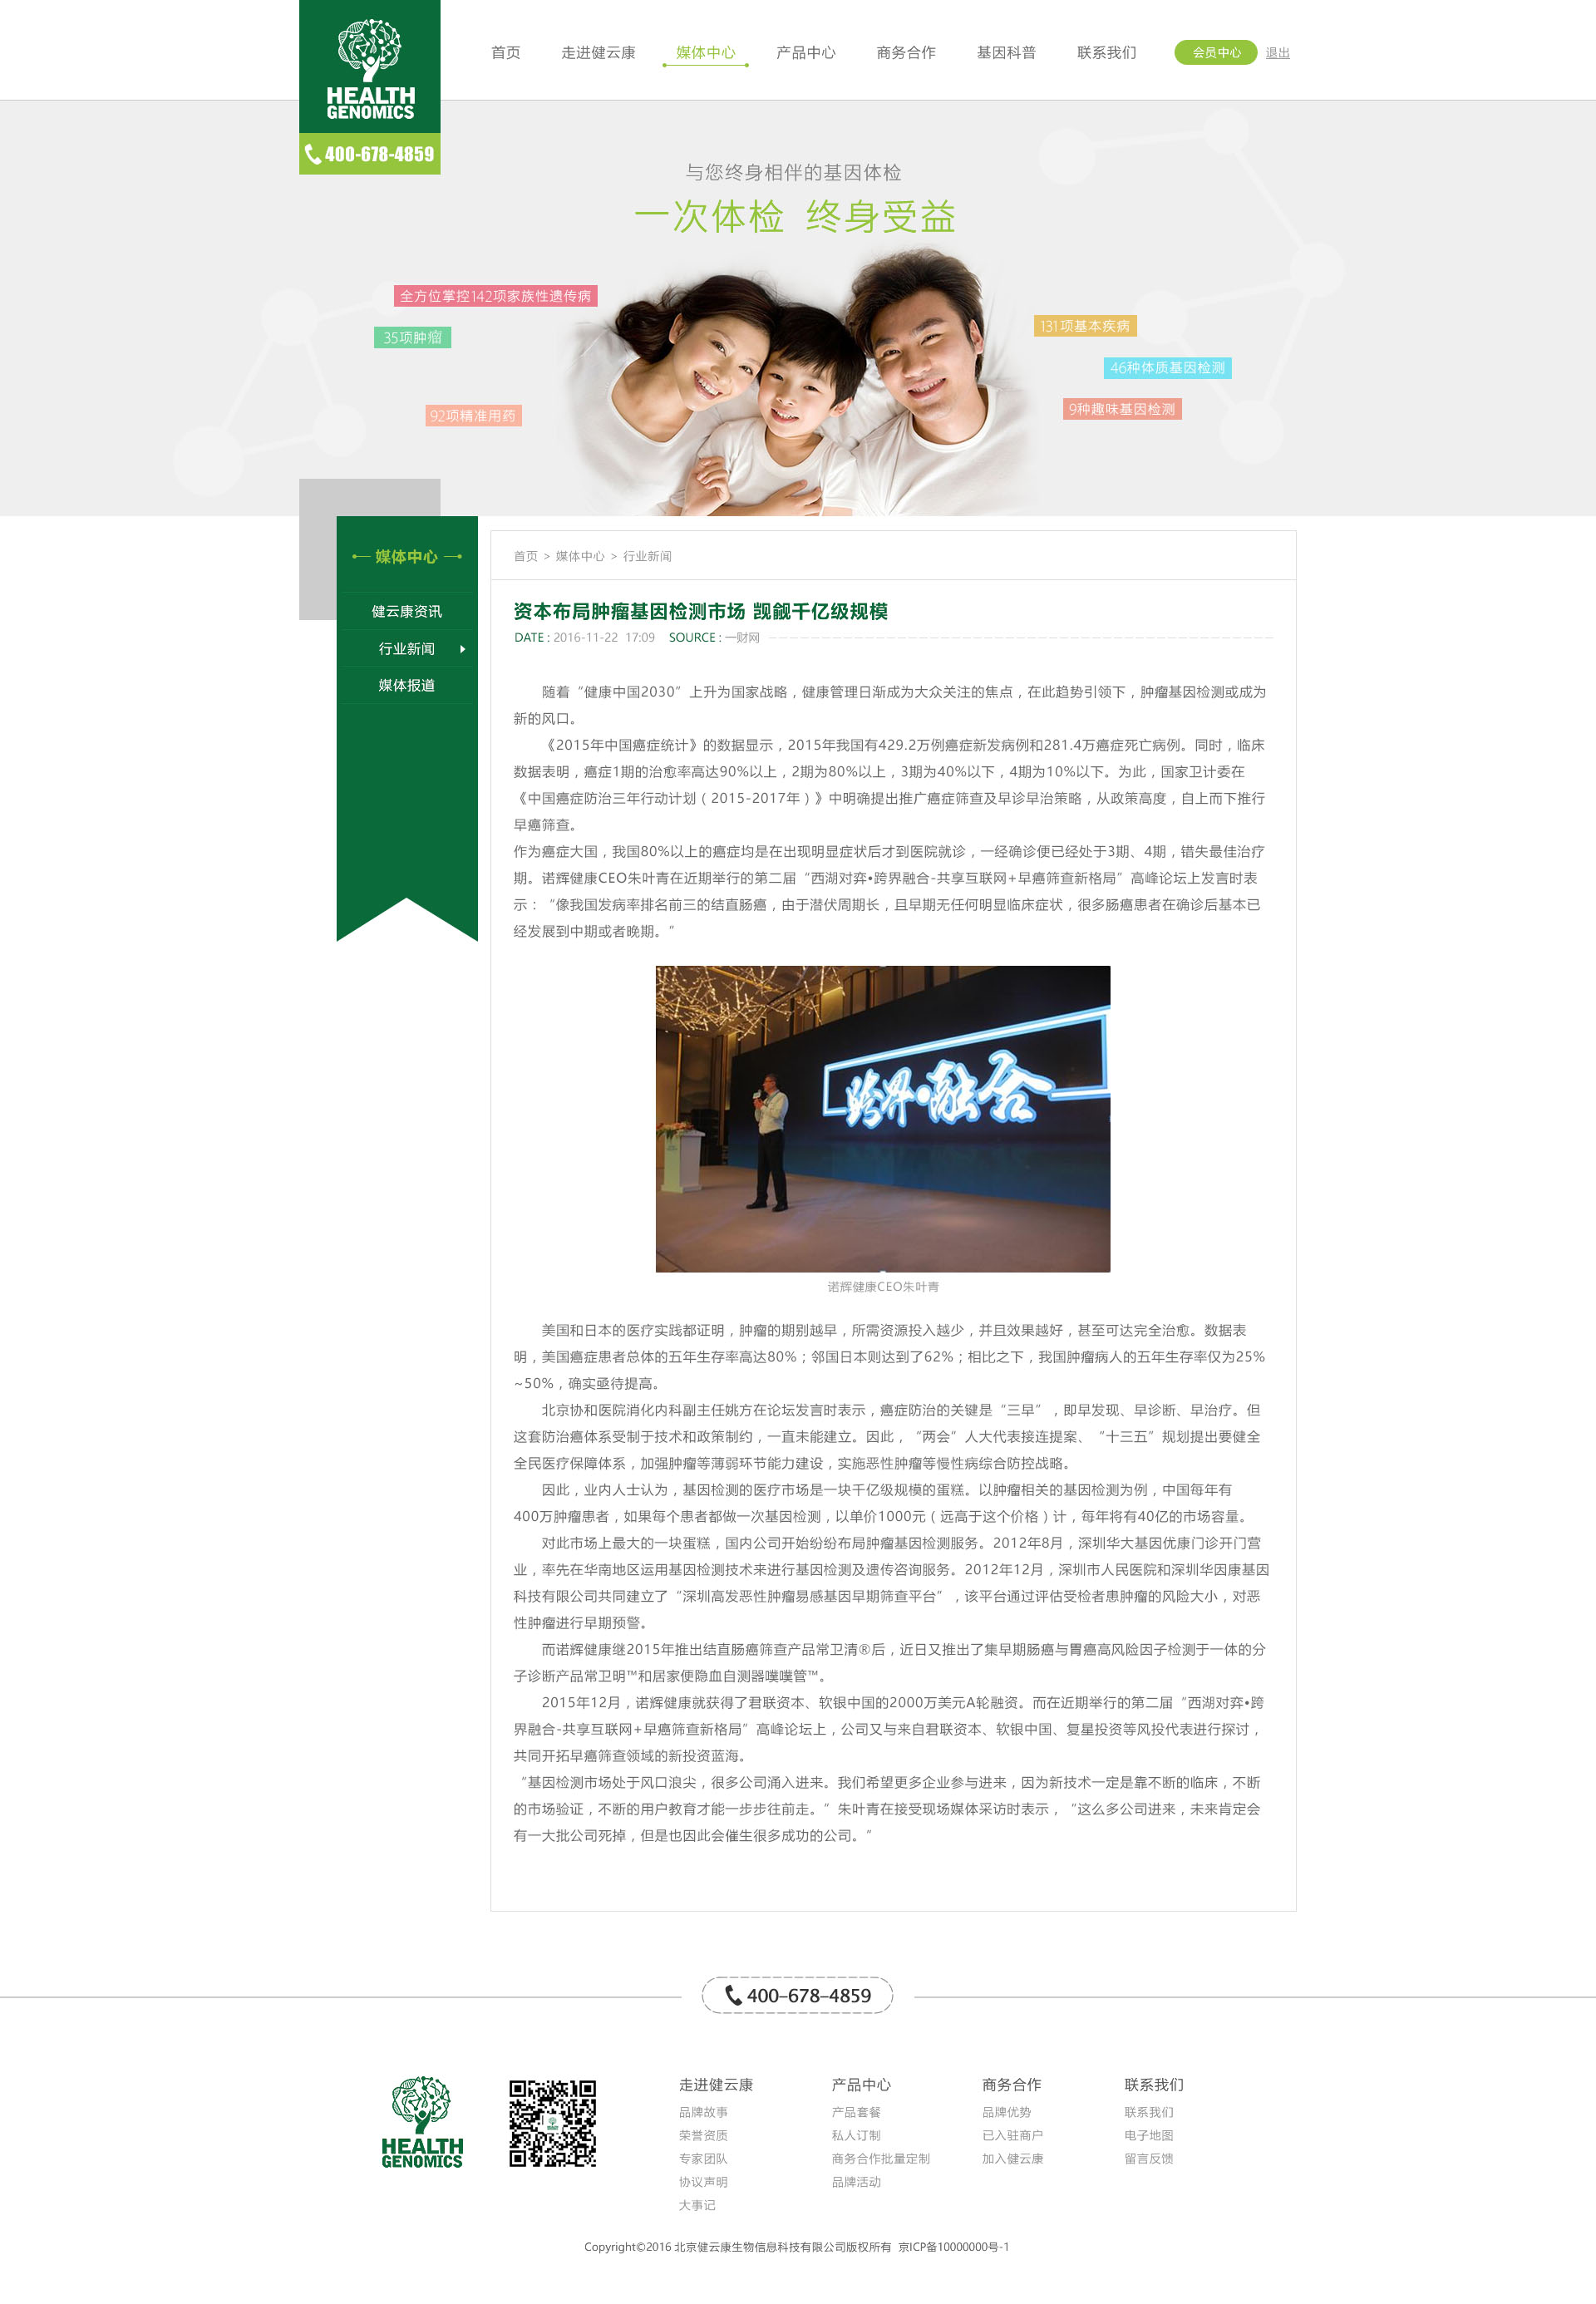 HEALTH
GENOMICS
400-678-4859
首页 走进健云康 媒体中心 产品中心 商务合作 基因科普 联系我们 会员中心 退出
与您终身相伴的基因体检
一次体检 终身受益
全方位掌控142项家族性遗传病
35项肿瘤
92项精准用药
131项基本疾病
46种体质基因检测
9种趣味基因检测
媒体中心
健云康资讯
行业新闻
媒体报道
首页 > 媒体中心 > 行业新闻
资本布局肿瘤基因检测市场 觊觎千亿级规模
DATE : 2016-11-22 17:09 SOURCE : 一财网
随着“健康中国2030”上升为国家战略，健康管理日渐成为大众关注的焦点，在此趋势引领下，肿瘤基因检测或成为
新的风口。
《2015年中国癌症统计》的数据显示，2015年我国有429.2万例癌症新发病例和281.4万癌症死亡病例。同时，临床
数据表明，癌症1期的治愈率高达90%以上，2期为80%以上，3期为40%以下，4期为10%以下。为此，国家卫计委在
《中国癌症防治三年行动计划（2015-2017年）》中明确提出推广癌症筛查及早诊早治策略，从政策高度，自上而下推行
早癌筛查。
作为癌症大国，我国80%以上的癌症均是在出现明显症状后才到医院就诊，一经确诊便已经处于3期、4期，错失最佳治疗
期。诺辉健康CEO朱叶青在近期举行的第二届“西湖对弈•跨界融合-共享互联网+早癌筛查新格局”高峰论坛上发言时表
示：“像我国发病率排名前三的结直肠癌，由于潜伏周期长，且早期无任何明显临床症状，很多肠癌患者在确诊后基本已
经发展到中期或者晚期。”
跨界·融合
诺辉健康CEO朱叶青
美国和日本的医疗实践都证明，肿瘤的期别越早，所需资源投入越少，并且效果越好，甚至可达完全治愈。数据表
明，美国癌症患者总体的五年生存率高达80%；邻国日本则达到了62%；相比之下，我国肿瘤病人的五年生存率仅为25%
~50%，确实亟待提高。
北京协和医院消化内科副主任姚方在论坛发言时表示，癌症防治的关键是“三早”，即早发现、早诊断、早治疗。但
这套防治癌体系受制于技术和政策制约，一直未能建立。因此，“两会”人大代表接连提案、“十三五”规划提出要健全
全民医疗保障体系，加强肿瘤等薄弱环节能力建设，实施恶性肿瘤等慢性病综合防控战略。
因此，业内人士认为，基因检测的医疗市场是一块千亿级规模的蛋糕。以肿瘤相关的基因检测为例，中国每年有
400万肿瘤患者，如果每个患者都做一次基因检测，以单价1000元（远高于这个价格）计，每年将有40亿的市场容量。
对此市场上最大的一块蛋糕，国内公司开始纷纷布局肿瘤基因检测服务。2012年8月，深圳华大基因优康门诊开门营
业，率先在华南地区运用基因检测技术来进行基因检测及遗传咨询服务。2012年12月，深圳市人民医院和深圳华因康基因
科技有限公司共同建立了“深圳高发恶性肿瘤易感基因早期筛查平台”，该平台通过评估受检者患肿瘤的风险大小，对恶
性肿瘤进行早期预警。
而诺辉健康继2015年推出结直肠癌筛查产品常卫清®后，近日又推出了集早期肠癌与胃癌高风险因子检测于一体的分
子诊断产品常卫明™和居家便隐血自测器噗噗管™。
2015年12月，诺辉健康就获得了君联资本、软银中国的2000万美元A轮融资。而在近期举行的第二届“西湖对弈•跨
界融合-共享互联网+早癌筛查新格局”高峰论坛上，公司又与来自君联资本、软银中国、复星投资等风投代表进行探讨，
共同开拓早癌筛查领域的新投资蓝海。
“基因检测市场处于风口浪尖，很多公司涌入进来。我们希望更多企业参与进来，因为新技术一定是靠不断的临床，不断
的市场验证，不断的用户教育才能一步步往前走。”朱叶青在接受现场媒体采访时表示，“这么多公司进来，未来肯定会
有一大批公司死掉，但是也因此会催生很多成功的公司。”
400-678-4859
HEALTH
GENOMICS
走进健云康 产品中心 商务合作 联系我们
品牌故事 产品套餐 品牌优势 联系我们
荣誉资质 私人订制 已入驻商户 电子地图
专家团队 商务合作批量定制 加入健云康 留言反馈
协议声明 品牌活动
大事记
Copyright©2016 北京健云康生物信息科技有限公司版权所有 京ICP备10000000号-1